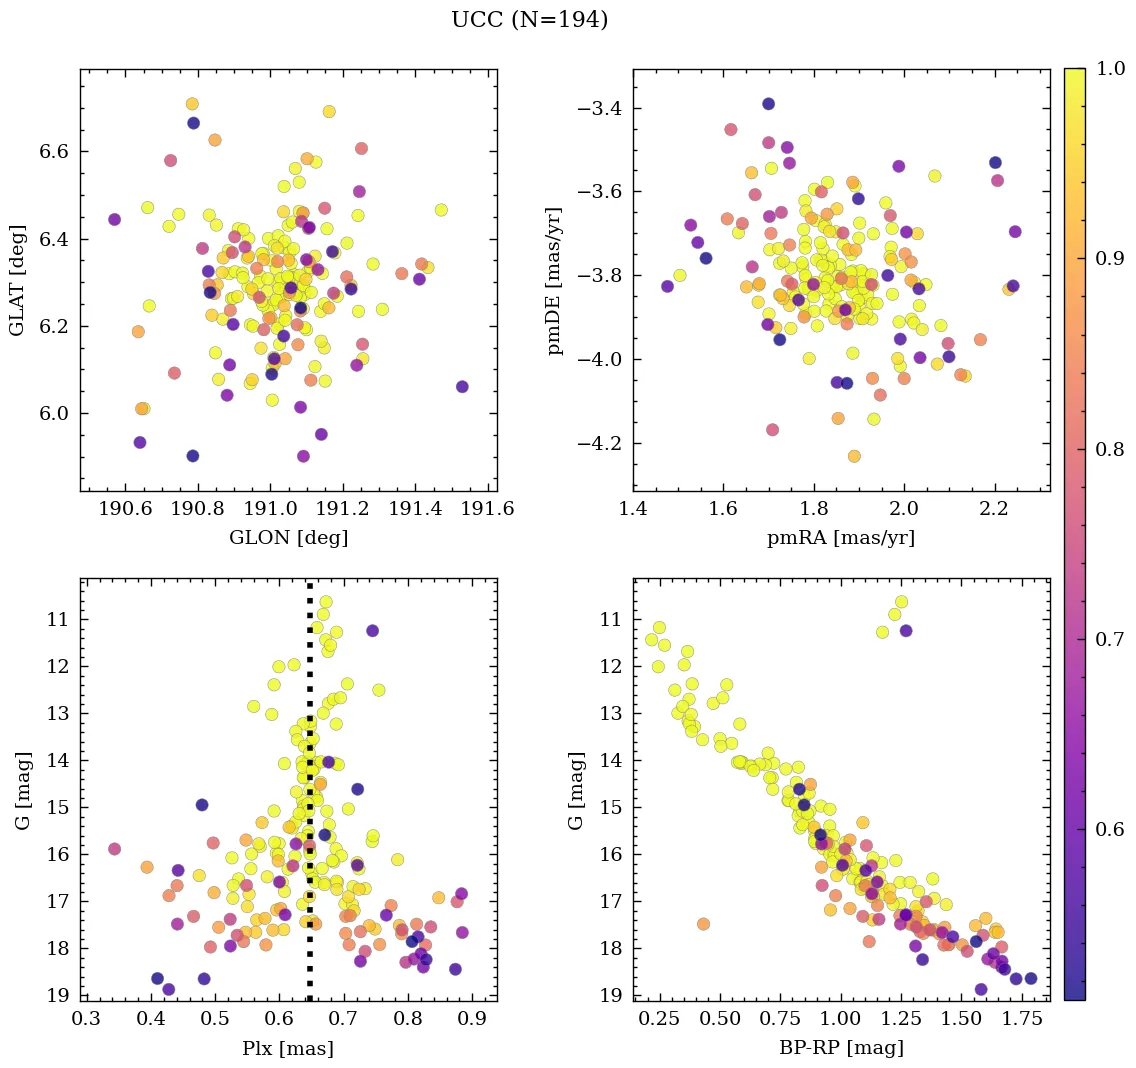 UCC (N=194)
6.6
6.4
6.2
6.0
GLAT [deg]
190.6 190.8 191.0 191.2 191.4 191.6
GLON [deg]
−3.4
−3.6
−3.8
−4.0
−4.2
pmDE [mas/yr]
1.4 1.6 1.8 2.0 2.2
pmRA [mas/yr]
11
12
13
14
15
16
17
18
19
G [mag]
0.3 0.4 0.5 0.6 0.7 0.8 0.9
Plx [mas]
11
12
13
14
15
16
17
18
19
G [mag]
0.25 0.50 0.75 1.00 1.25 1.50 1.75
BP-RP [mag]
1.0
0.9
0.8
0.7
0.6